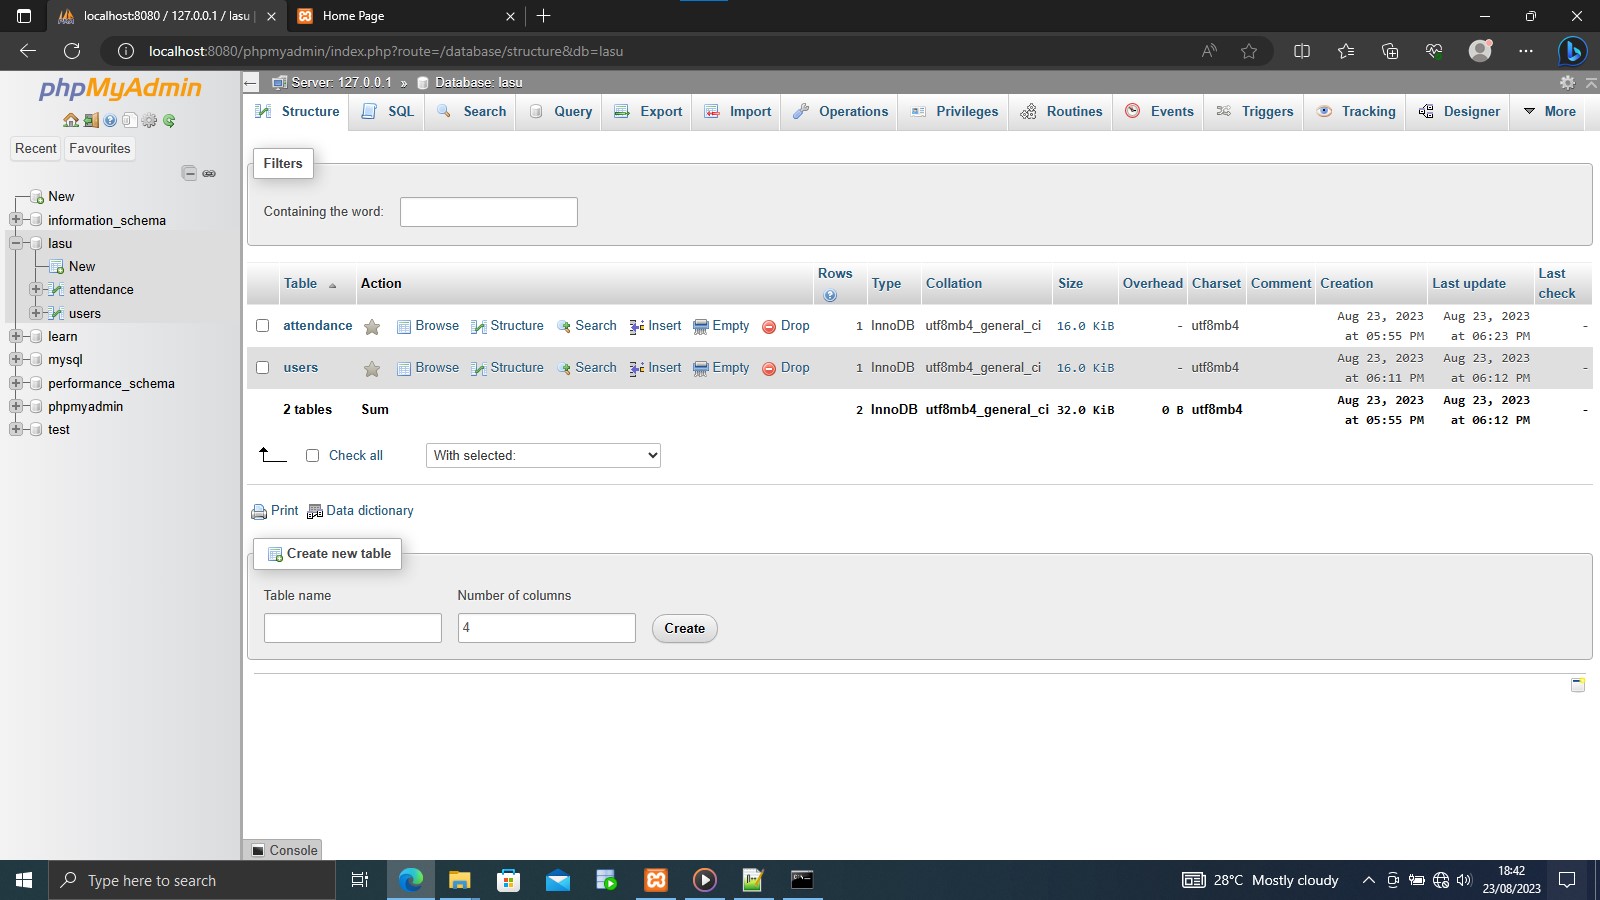 localhost:8080 / 127.0.0.1 / lasu |
Home Page
localhost:8080/phpmyadmin/index.php?route=/database/structure&db=lasu
phpMyAdmin
Server: 127.0.0.1 » Database: lasu
Structure SQL Search Query Export Import Operations Privileges Routines Events Triggers Tracking Designer More
Recent Favourites
New
information_schema
lasu
New
attendance
users
learn
mysql
performance_schema
phpmyadmin
test
Filters
Containing the word:
Table Action Rows Type Collation Size Overhead Charset Comment Creation Last update Last check
attendance Browse Structure Search Insert Empty Drop 1 InnoDB utf8mb4_general_ci 16.0 KiB - utf8mb4 Aug 23, 2023 at 05:55 PM Aug 23, 2023 at 06:23 PM -
users Browse Structure Search Insert Empty Drop 1 InnoDB utf8mb4_general_ci 16.0 KiB - utf8mb4 Aug 23, 2023 at 06:11 PM Aug 23, 2023 at 06:12 PM -
2 tables Sum 2 InnoDB utf8mb4_general_ci 32.0 KiB 0 B utf8mb4 Aug 23, 2023 at 05:55 PM Aug 23, 2023 at 06:12 PM -
Check all With selected:
Print Data dictionary
Create new table
Table name Number of columns
4 Create
Console
Type here to search
28°C Mostly cloudy
18:42
23/08/2023